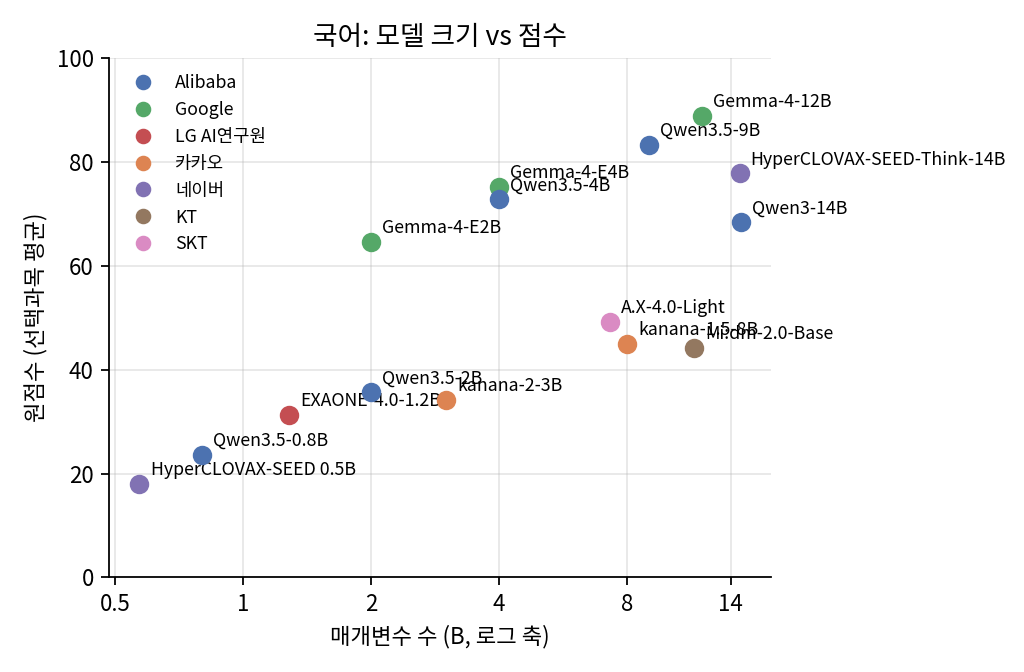 국어: 모델 크기 vs 점수
100
80
60
40
20
0
원점수 (선택과목 평균)
Alibaba
Google
LG AI연구원
카카오
네이버
KT
SKT
Gemma-4-12B
Qwen3.5-9B
HyperCLOVAX-SEED-Think-14B
Gemma-4-E4B
Qwen3.5-4B
Qwen3-14B
Gemma-4-E2B
A.X-4.0-Light
kanana-1.5-8B
Mi:dm-2.0-Base
Qwen3.5-2B
kanana-2-3B
EXAONE-4.0-1.2B
Qwen3.5-0.8B
HyperCLOVAX-SEED 0.5B
0.5 1 2 4 8 14
매개변수 수 (B, 로그 축)